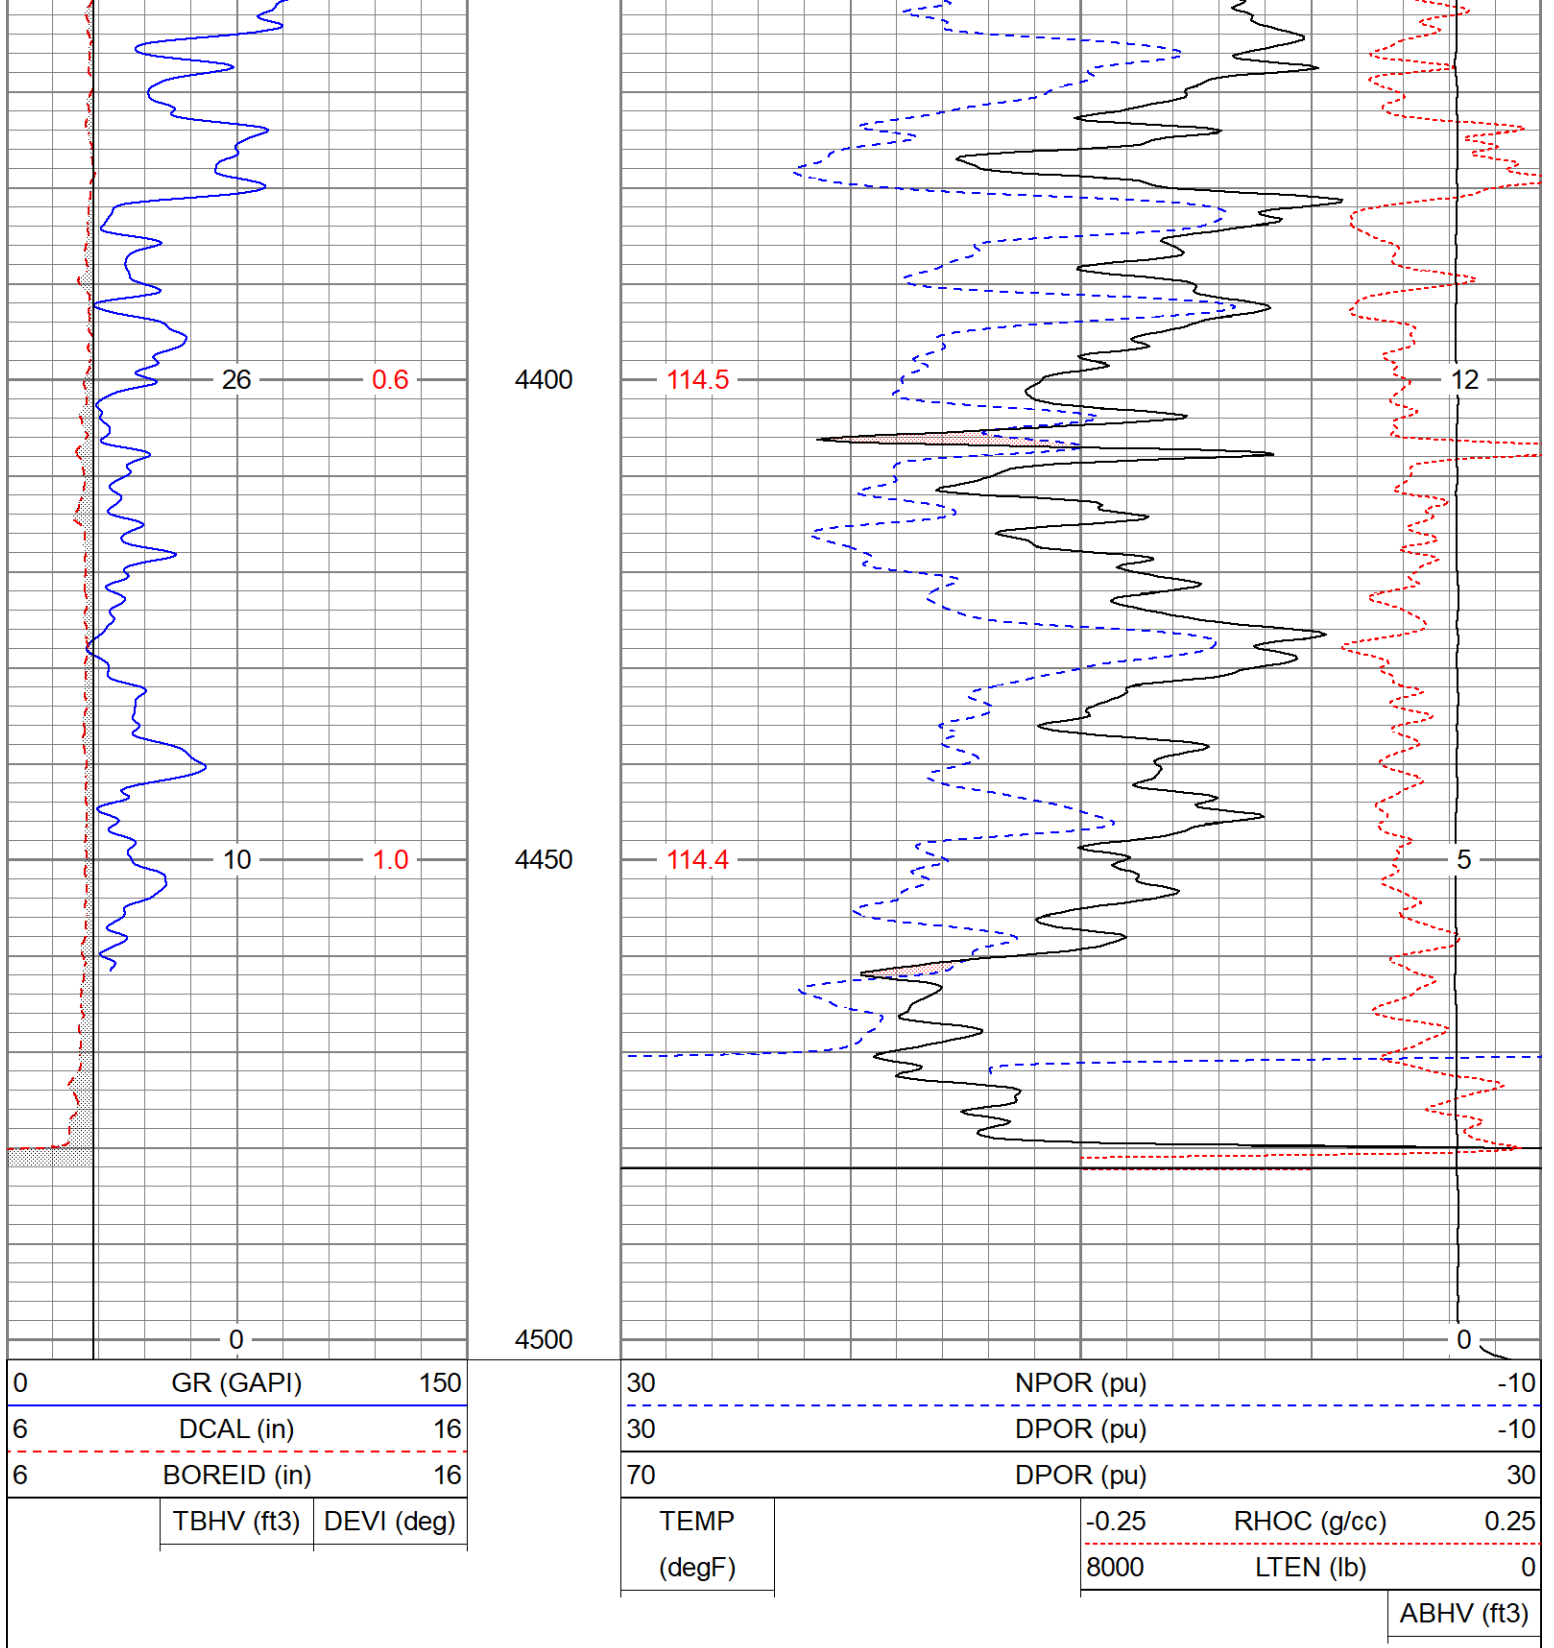 26 0.6 4400 114.5 12
10 1.0 4450 114.4 5
0 4500 0
0 GR (GAPI) 150 30 NPOR (pu) -10
6 DCAL (in) 16 30 DPOR (pu) -10
6 BOREID (in) 16 70 DPOR (pu) 30
TBHV (ft3) DEVI (deg) TEMP -0.25 RHOC (g/cc) 0.25
(degF) 8000 LTEN (lb) 0
ABHV (ft3)